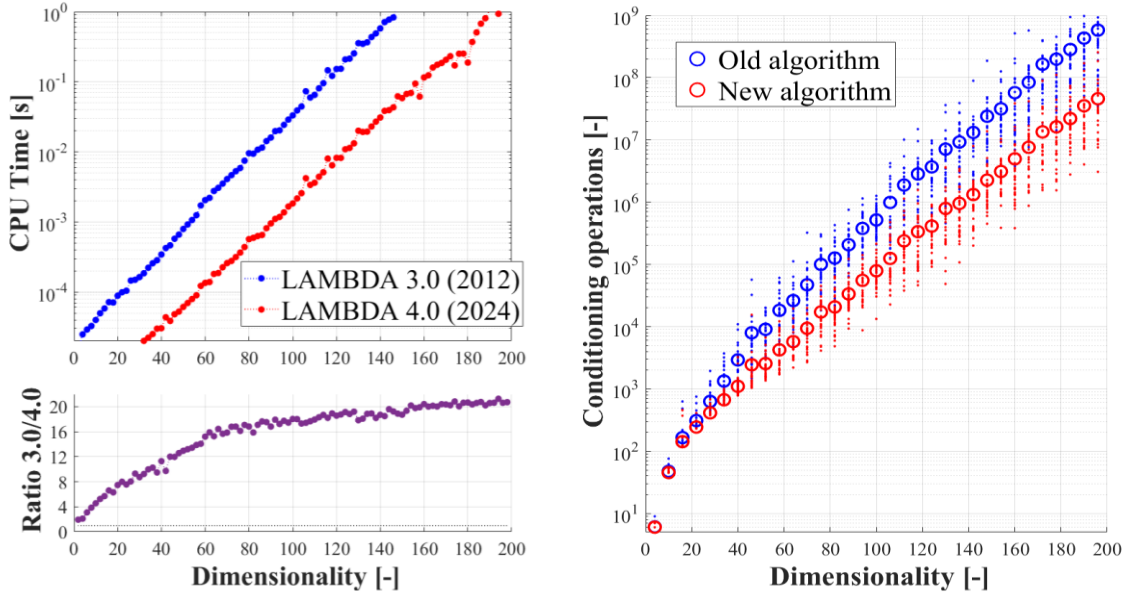 CPU Time [s]
10^0
10^-1
10^-2
10^-3
10^-4
LAMBDA 3.0 (2012)
LAMBDA 4.0 (2024)
0 20 40 60 80 100 120 140 160 180 200
Ratio 3.0/4.0
20
16
12
8
4
0
0 20 40 60 80 100 120 140 160 180 200
Dimensionality [-]
Conditioning operations [-]
10^9
10^8
10^7
10^6
10^5
10^4
10^3
10^2
10^1
Old algorithm
New algorithm
0 20 40 60 80 100 120 140 160 180 200
Dimensionality [-]